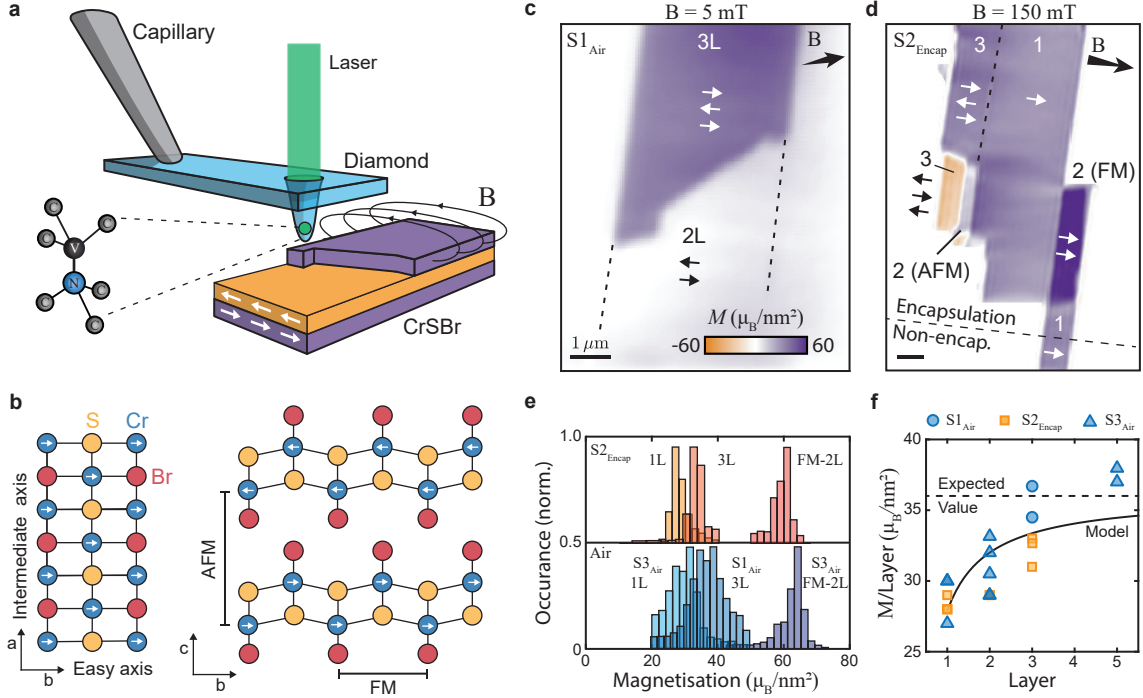 a
Capillary
Laser
Diamond
B
C
C
V
N
C
C
C
CrSBr
c
B = 5 mT
S1Air
3L
B
2L
M (μB/nm²)
-60
60
1 μm
d
B = 150 mT
S2Encap
3
1
B
3
2 (FM)
2 (AFM)
Encapsulation
Non-encap.
1
b
S
Cr
Br
Intermediate axis
a
b
Easy axis
AFM
c
b
FM
e
Occurance (norm.)
1.0
0.5
0
S2Encap
1L
3L
FM-2L
Air
S3Air
1L
S1Air
3L
S3Air
FM-2L
0
20
40
60
80
Magnetisation (μB/nm²)
f
S1Air
S2Encap
S3Air
M/Layer (μB/nm²)
40
35
30
25
Expected
Value
Model
1
2
3
4
5
Layer